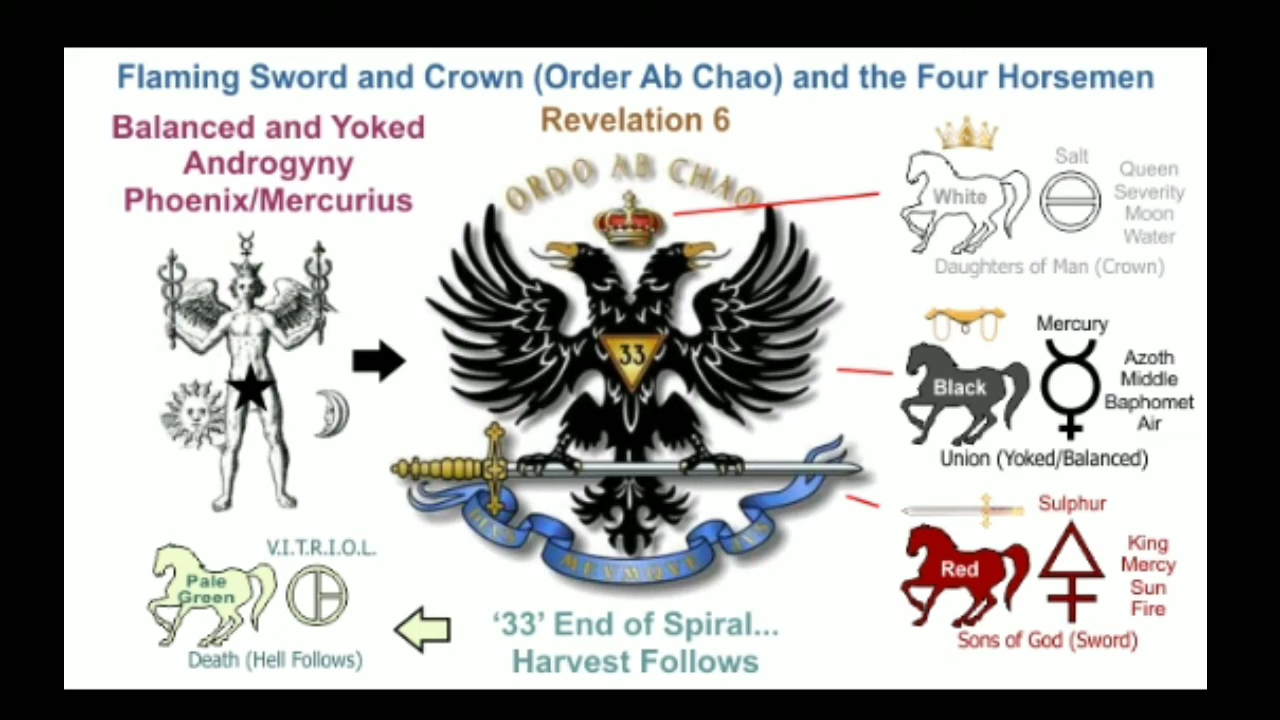 Flaming Sword and Crown (Order Ab Chao) and the Four Horsemen
Revelation 6
Balanced and Yoked
Androgyny
Phoenix/Mercurius
ORDO AB CHAO
33
DEUS
MEUMQUE
JUS
White
Salt
Queen
Severity
Moon
Water
Daughters of Man (Crown)
Black
Mercury
Azoth
Middle
Baphomet
Air
Union (Yoked/Balanced)
Red
Sulphur
King
Mercy
Sun
Fire
Sons of God (Sword)
V.I.T.R.I.O.L.
Pale
Green
Death (Hell Follows)
‘33’ End of Spiral...
Harvest Follows